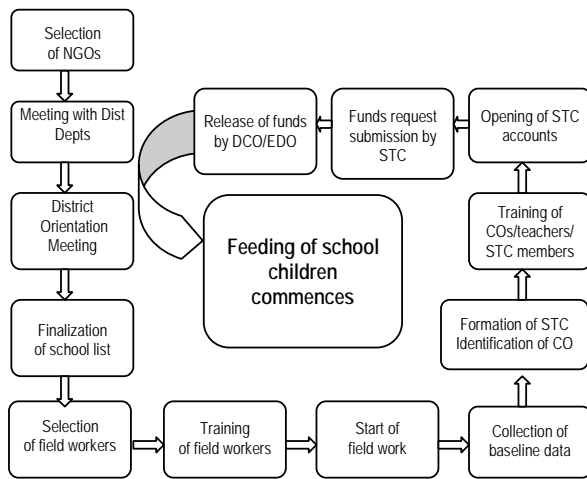 Selection
of NGOs
Meeting with Dist
Depts
District
Orientation
Meeting
Finalization
of school list
Selection
of field workers
Training
of field workers
Start of
field work
Collection of
baseline data
Formation of STC
Identification of CO
Training of
COs/teachers/
STC members
Opening of STC
accounts
Funds request
submission by
STC
Release of funds
by DCO/EDO
Feeding of school
children
commences